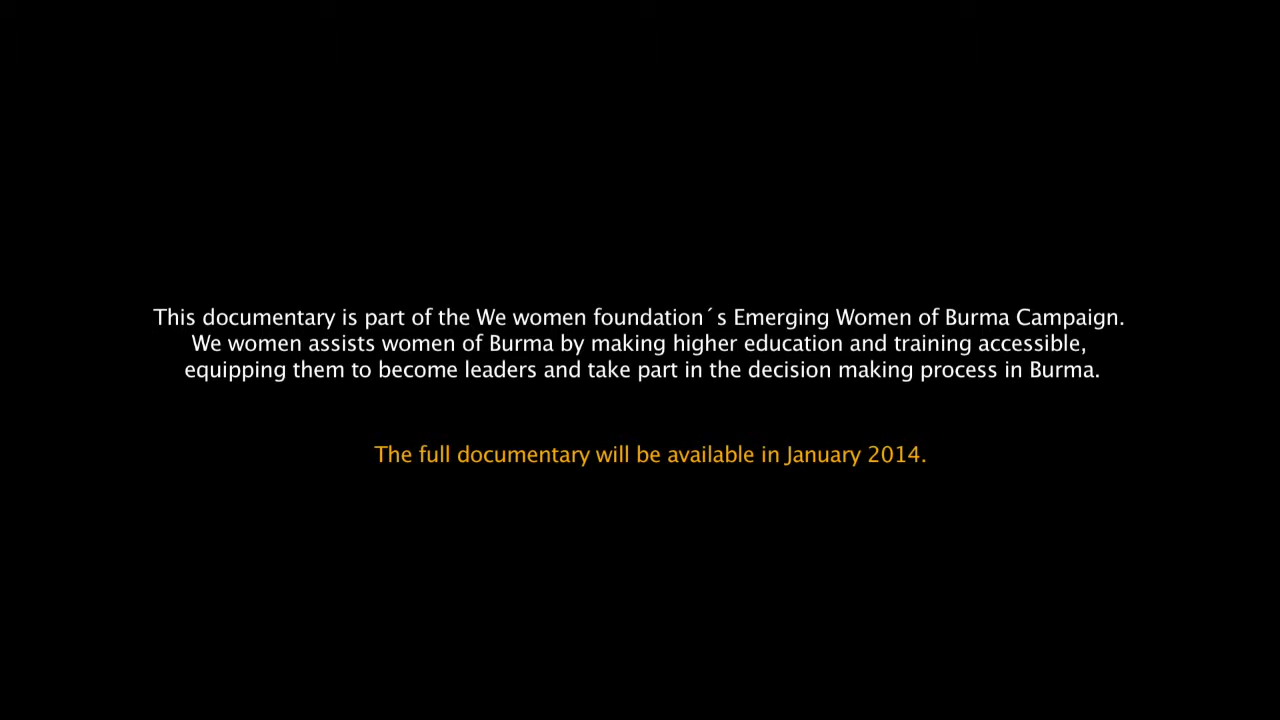 This documentary is part of the We women foundation´s Emerging Women of Burma Campaign.
We women assists women of Burma by making higher education and training accessible,
equipping them to become leaders and take part in the decision making process in Burma.
The full documentary will be available in January 2014.